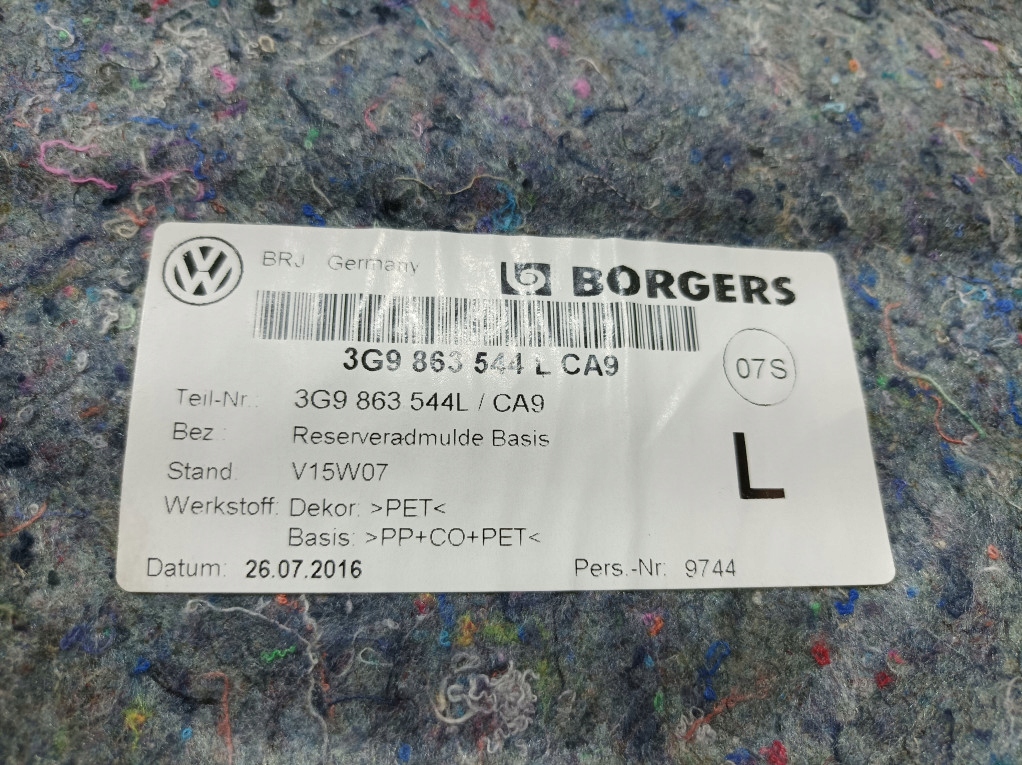 BRJ Germany
BORGERS
3G9 863 544 L CA9
07S
Teil-Nr.: 3G9 863 544L / CA9
Bez.: Reserveradmulde Basis
L
Stand: V15W07
Werkstoff: Dekor: >PET<
Basis: >PP+CO+PET<
Datum: 26.07.2016 Pers.-Nr: 9744